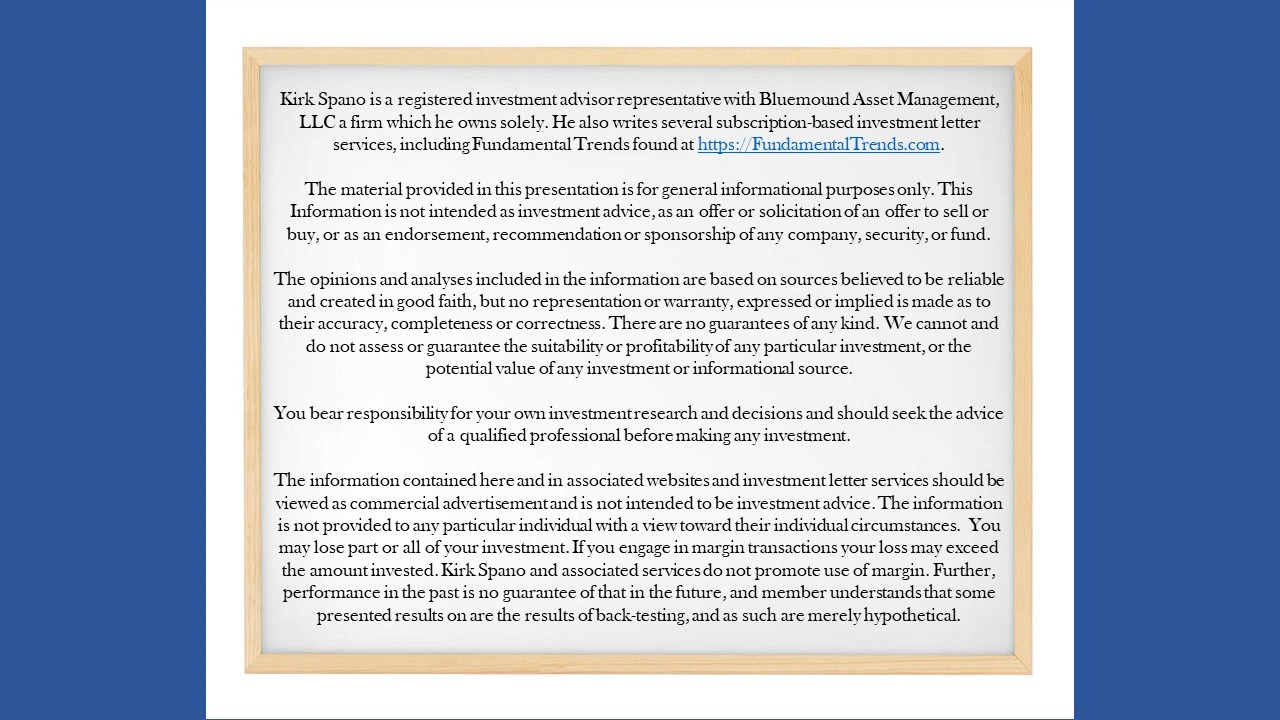 Kirk Spano is a registered investment advisor representative with Bluemound Asset Management,
LLC a firm which he owns solely. He also writes several subscription-based investment letter
services, including Fundamental Trends found at https://FundamentalTrends.com.
The material provided in this presentation is for general informational purposes only. This
Information is not intended as investment advice, as an offer or solicitation of an offer to sell or
buy, or as an endorsement, recommendation or sponsorship of any company, security, or fund.
The opinions and analyses included in the information are based on sources believed to be reliable
and created in good faith, but no representation or warranty, expressed or implied is made as to
their accuracy, completeness or correctness. There are no guarantees of any kind. We cannot and
do not assess or guarantee the suitability or profitability of any particular investment, or the
potential value of any investment or informational source.
You bear responsibility for your own investment research and decisions and should seek the advice
of a qualified professional before making any investment.
The information contained here and in associated websites and investment letter services should be
viewed as commercial advertisement and is not intended to be investment advice. The information
is not provided to any particular individual with a view toward their individual circumstances. You
may lose part or all of your investment. If you engage in margin transactions your loss may exceed
the amount invested. Kirk Spano and associated services do not promote use of margin. Further,
performance in the past is no guarantee of that in the future, and member understands that some
presented results on are the results of back-testing, and as such are merely hypothetical.